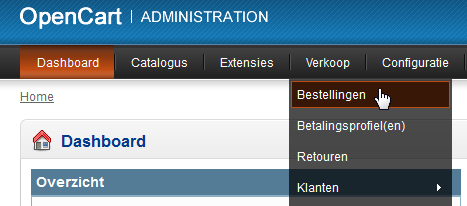 OpenCart | ADMINISTRATION
Dashboard Catalogus Extensies Verkoop Configuratie
Home
Bestellingen
Betalingsprofiel(en)
Dashboard
Retouren
Overzicht
Klanten